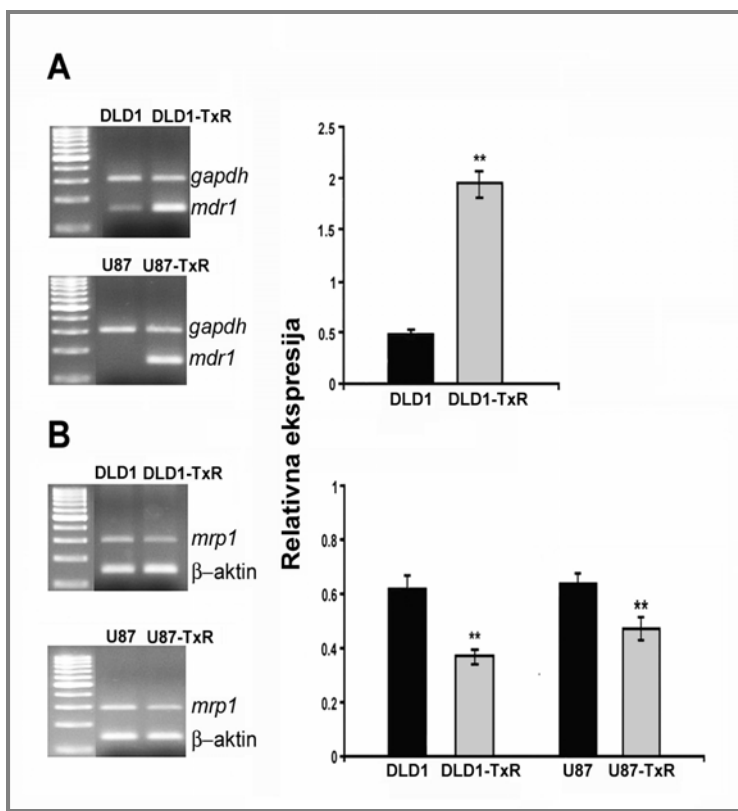 A
DLD1 DLD1-TxR
gapdh
mdr1
U87 U87-TxR
gapdh
mdr1
2.5
2
1.5
1
0.5
0
**
DLD1 DLD1-TxR
Relativna ekspresija
B
DLD1 DLD1-TxR
mrp1
β–aktin
U87 U87-TxR
mrp1
β–aktin
1
0.8
0.6
0.4
0.2
0
**
**
DLD1 DLD1-TxR U87 U87-TxR